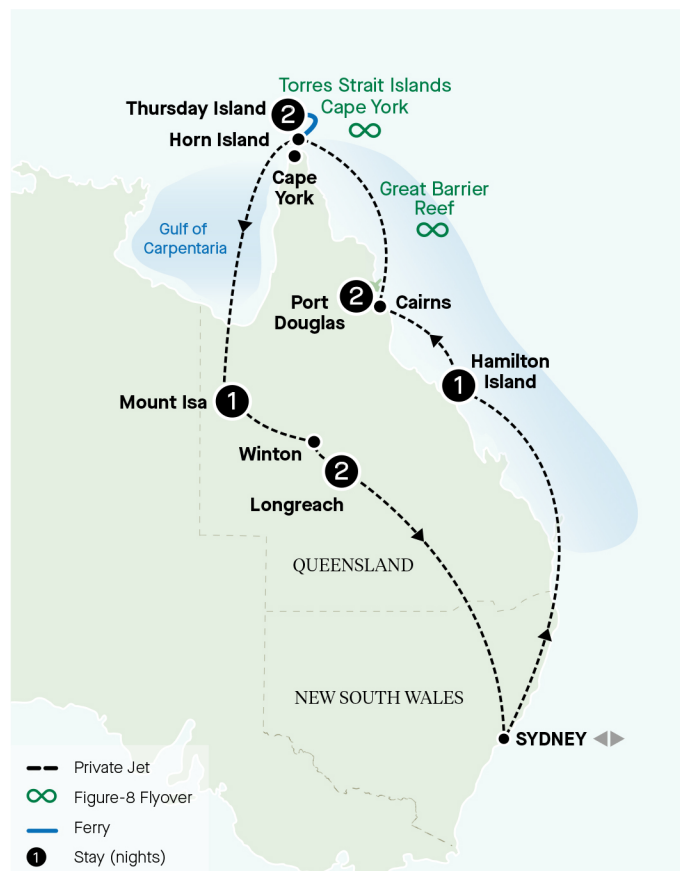 Torres Strait Islands
Cape York
Thursday Island
2
Horn Island
Cape
York
Great Barrier
Reef
Gulf of
Carpentaria
Port
Douglas
2
Cairns
Hamilton
Island
1
Mount Isa
1
Winton
2
Longreach
QUEENSLAND
NEW SOUTH WALES
SYDNEY
Private Jet
Figure-8 Flyover
Ferry
1
Stay (nights)